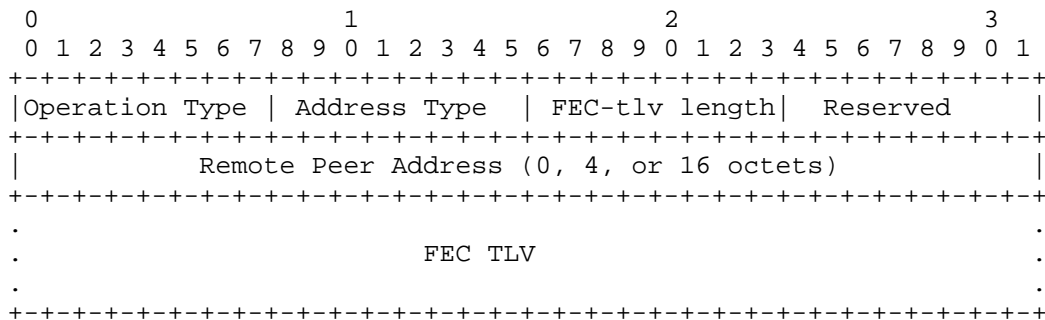 0                   1                   2                   3
 0 1 2 3 4 5 6 7 8 9 0 1 2 3 4 5 6 7 8 9 0 1 2 3 4 5 6 7 8 9 0 1
+-+-+-+-+-+-+-+-+-+-+-+-+-+-+-+-+-+-+-+-+-+-+-+-+-+-+-+-+-+-+-+-+
|Operation Type | Address Type  | FEC-tlv length|  Reserved     |
+-+-+-+-+-+-+-+-+-+-+-+-+-+-+-+-+-+-+-+-+-+-+-+-+-+-+-+-+-+-+-+-+
|           Remote Peer Address (0, 4, or 16 octets)            |
+-+-+-+-+-+-+-+-+-+-+-+-+-+-+-+-+-+-+-+-+-+-+-+-+-+-+-+-+-+-+-+-+
.                                                               .
.                         FEC TLV                               .
.                                                               .
+-+-+-+-+-+-+-+-+-+-+-+-+-+-+-+-+-+-+-+-+-+-+-+-+-+-+-+-+-+-+-+-+